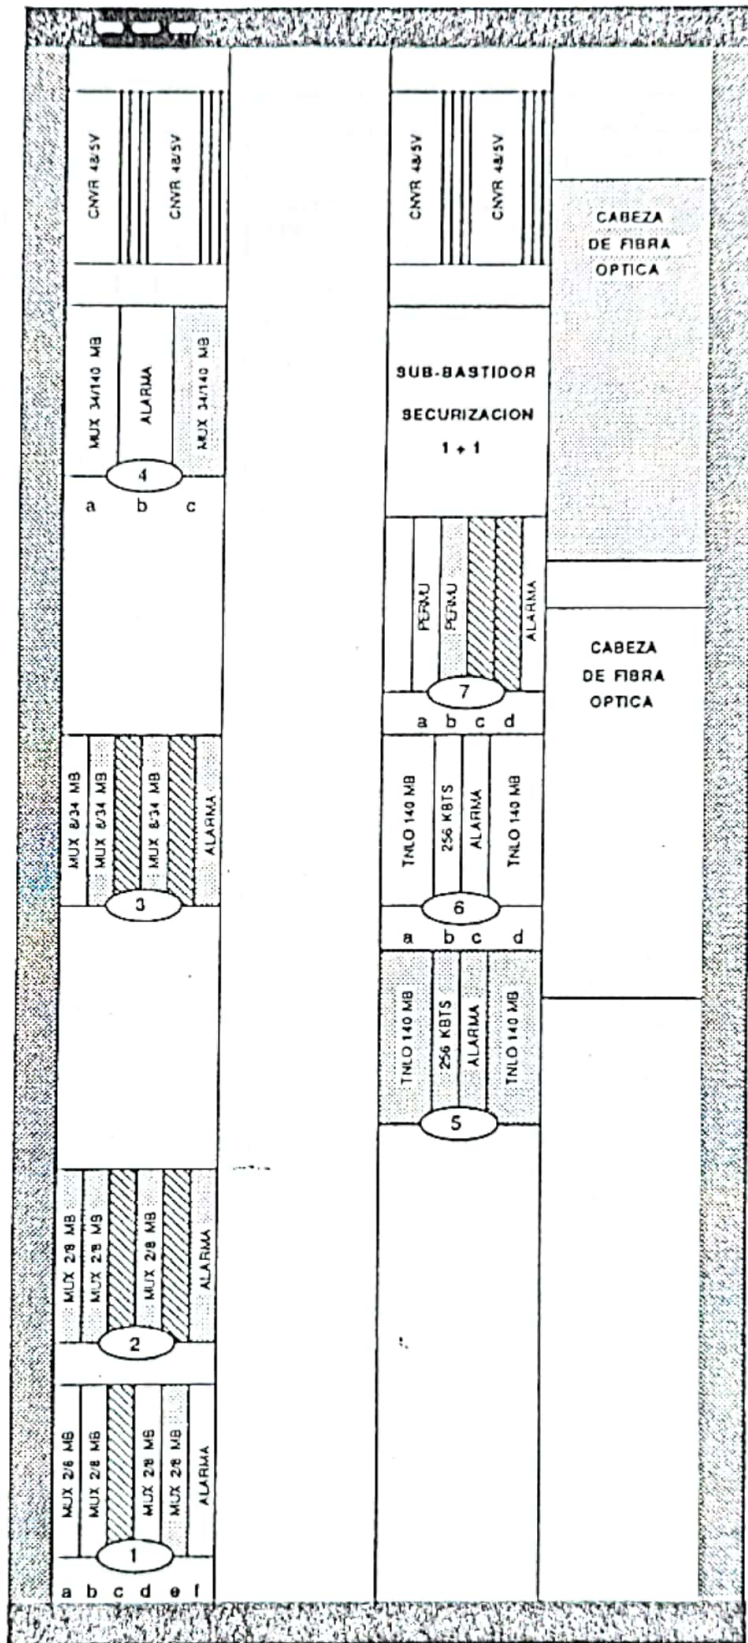 CNVR 48/5V
CNVR 48/5V
MUX 34/140 MB
ALARMA
MUX 34/140 MB
4
a b c
MUX 8/34 MB
MUX 8/34 MB
MUX 8/34 MB
ALARMA
3
MUX 2/8 MB
MUX 2/8 MB
MUX 2/8 MB
ALARMA
2
MUX 2/8 MB
MUX 2/8 MB
MUX 2/8 MB
MUX 2/8 MB
ALARMA
1
a b c d e f
CNVR 48/5V
CNVR 48/5V
SUB-BASTIDOR
SECURIZACION
1 + 1
PERMU
PERMU
ALARMA
7
a b c d
TNLO 140 MB
256 KBTS
ALARMA
TNLO 140 MB
6
a b c d
TNLO 140 MB
256 KBTS
ALARMA
TNLO 140 MB
5
CABEZA
DE FIBRA
OPTICA
CABEZA
DE FIBRA
OPTICA